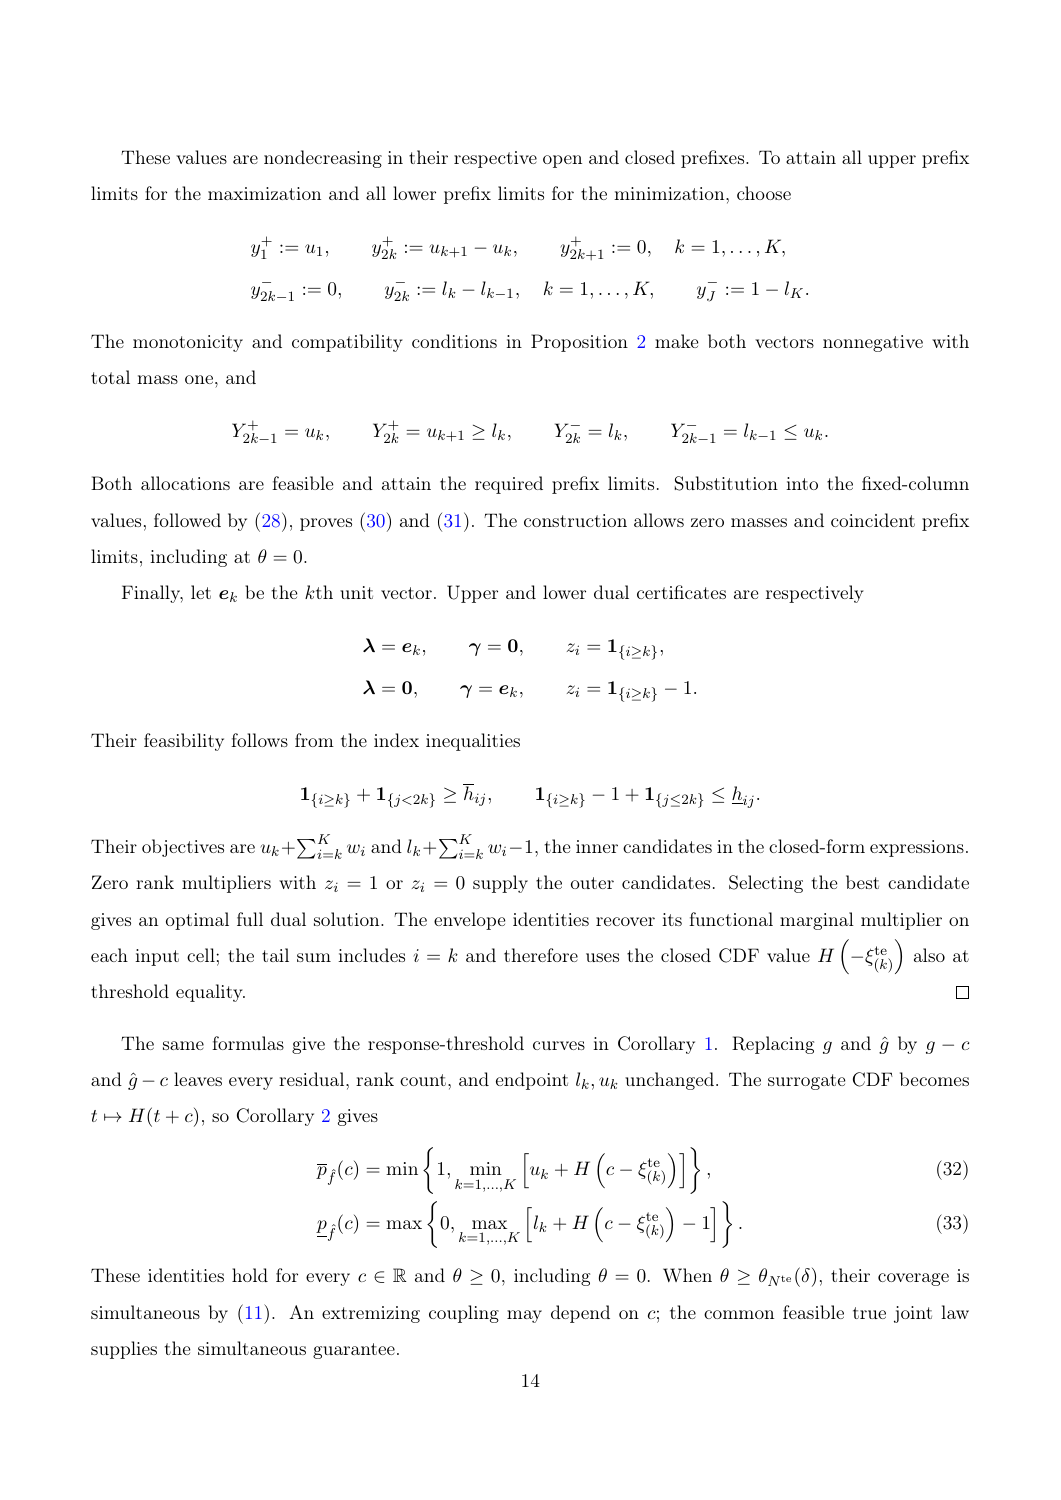 These values are nondecreasing in their respective open and closed prefixes. To attain all upper prefix
limits for the maximization and all lower prefix limits for the minimization, choose
y_1^+ := u_1, y_{2k}^+ := u_{k+1} − u_k, y_{2k+1}^+ := 0, k = 1, . . . , K,
y_{2k−1}^− := 0, y_{2k}^− := l_k − l_{k−1}, k = 1, . . . , K, y_J^− := 1 − l_K.
The monotonicity and compatibility conditions in Proposition 2 make both vectors nonnegative with
total mass one, and
Y_{2k−1}^+ = u_k, Y_{2k}^+ = u_{k+1} ≥ l_k, Y_{2k}^− = l_k, Y_{2k−1}^− = l_{k−1} ≤ u_k.
Both allocations are feasible and attain the required prefix limits. Substitution into the fixed-column
values, followed by (28), proves (30) and (31). The construction allows zero masses and coincident prefix
limits, including at θ = 0.
Finally, let e_k be the kth unit vector. Upper and lower dual certificates are respectively
λ = e_k, γ = 0, z_i = 1_{{i≥k}},
λ = 0, γ = e_k, z_i = 1_{{i≥k}} − 1.
Their feasibility follows from the index inequalities
1_{{i≥k}} + 1_{{j<2k}} ≥ \overline{h}_{ij}, 1_{{i≥k}} − 1 + 1_{{j≤2k}} ≤ \underline{h}_{ij}.
Their objectives are u_k+∑_{i=k}^K w_i and l_k+∑_{i=k}^K w_i−1, the inner candidates in the closed-form expressions.
Zero rank multipliers with z_i = 1 or z_i = 0 supply the outer candidates. Selecting the best candidate
gives an optimal full dual solution. The envelope identities recover its functional marginal multiplier on
each input cell; the tail sum includes i = k and therefore uses the closed CDF value H(−ξ_{(k)}^{te}) also at
threshold equality. □
The same formulas give the response-threshold curves in Corollary 1. Replacing g and ĝ by g − c
and ĝ − c leaves every residual, rank count, and endpoint l_k, u_k unchanged. The surrogate CDF becomes
t ↦ H(t + c), so Corollary 2 gives
\overline{p}_{\hat{f}}(c) = min{1, min_{k=1,...,K} [u_k + H(c − ξ_{(k)}^{te})]}, (32)
\underline{p}_{\hat{f}}(c) = max{0, max_{k=1,...,K} [l_k + H(c − ξ_{(k)}^{te}) − 1]}. (33)
These identities hold for every c ∈ ℝ and θ ≥ 0, including θ = 0. When θ ≥ θ_{N^{te}}(δ), their coverage is
simultaneous by (11). An extremizing coupling may depend on c; the common feasible true joint law
supplies the simultaneous guarantee.
14